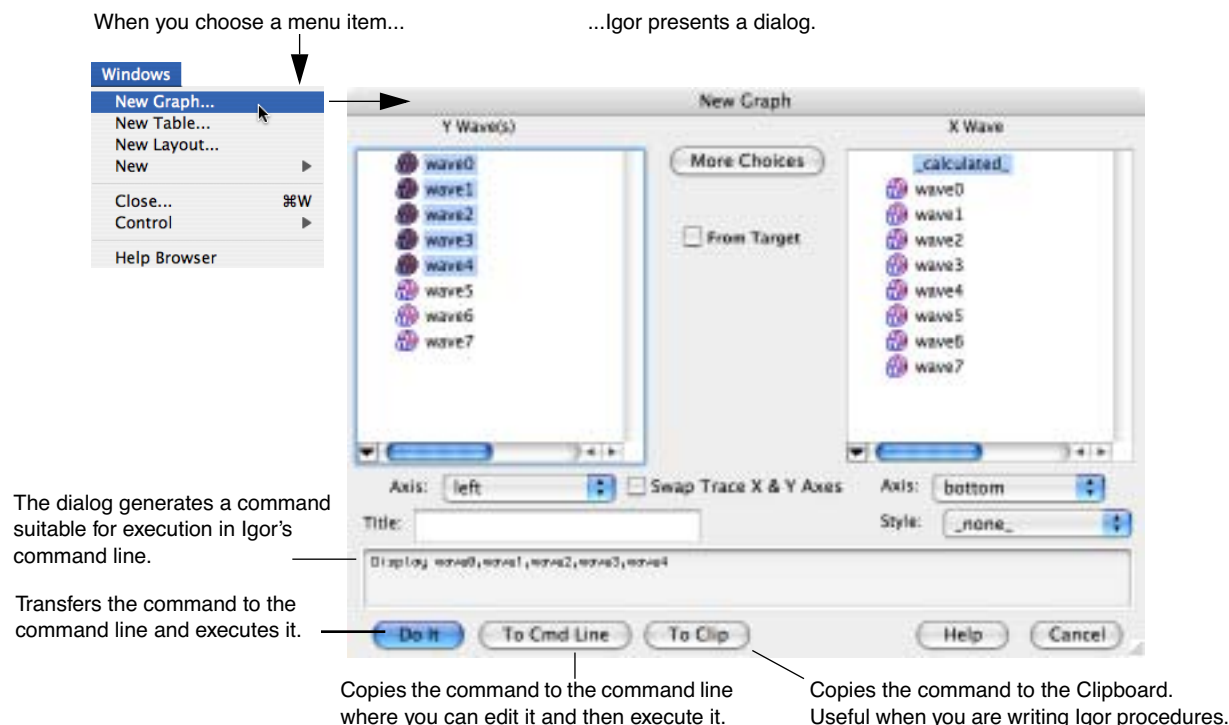 When you choose a menu item...
...Igor presents a dialog.
Windows
New Graph...
New Table...
New Layout...
New
Close... ⌘W
Control
Help Browser
New Graph
Y Wave(s)
X Wave
wave0
wave1
wave2
wave3
wave4
wave5
wave6
wave7
More Choices
From Target
_calculated_
wave0
wave1
wave2
wave3
wave4
wave5
wave6
wave7
Axis: left
Swap Trace X & Y Axes
Axis: bottom
Title:
Style: _none_
The dialog generates a command
suitable for execution in Igor's
command line.
Display wave0,wave1,wave2,wave3,wave4
Transfers the command to the
command line and executes it.
Do It
To Cmd Line
To Clip
Help
Cancel
Copies the command to the command line
where you can edit it and then execute it.
Copies the command to the Clipboard.
Useful when you are writing Igor procedures.